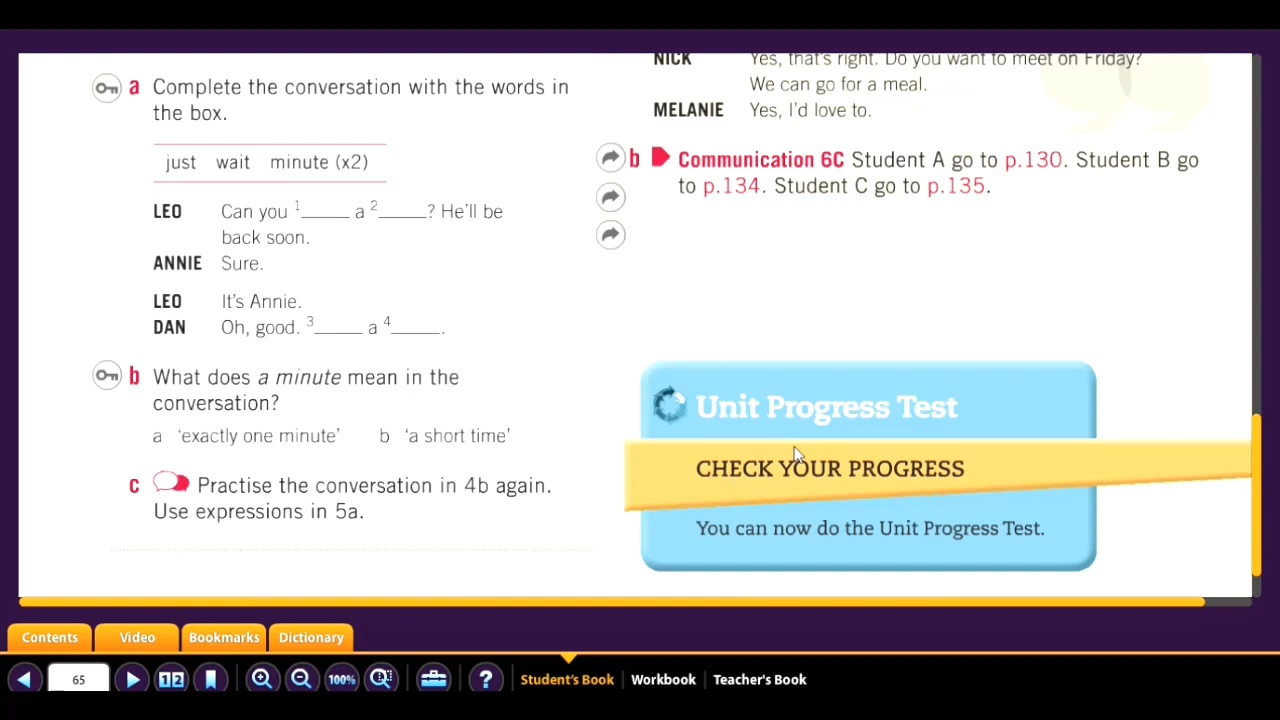 a Complete the conversation with the words in
the box.
just wait minute (x2)
LEO Can you 1_____ a 2_____? He'll be
back soon.
ANNIE Sure.
LEO It's Annie.
DAN Oh, good. 3_____ a 4_____.
b What does a minute mean in the
conversation?
a 'exactly one minute' b 'a short time'
c Practise the conversation in 4b again.
Use expressions in 5a.
NICK Yes, that's right. Do you want to meet on Friday?
We can go for a meal.
MELANIE Yes, I'd love to.
b Communication 6C Student A go to p.130. Student B go
to p.134. Student C go to p.135.
Unit Progress Test
CHECK YOUR PROGRESS
You can now do the Unit Progress Test.
Contents Video Bookmarks Dictionary
65 1 2 100% ? Student's Book Workbook Teacher's Book